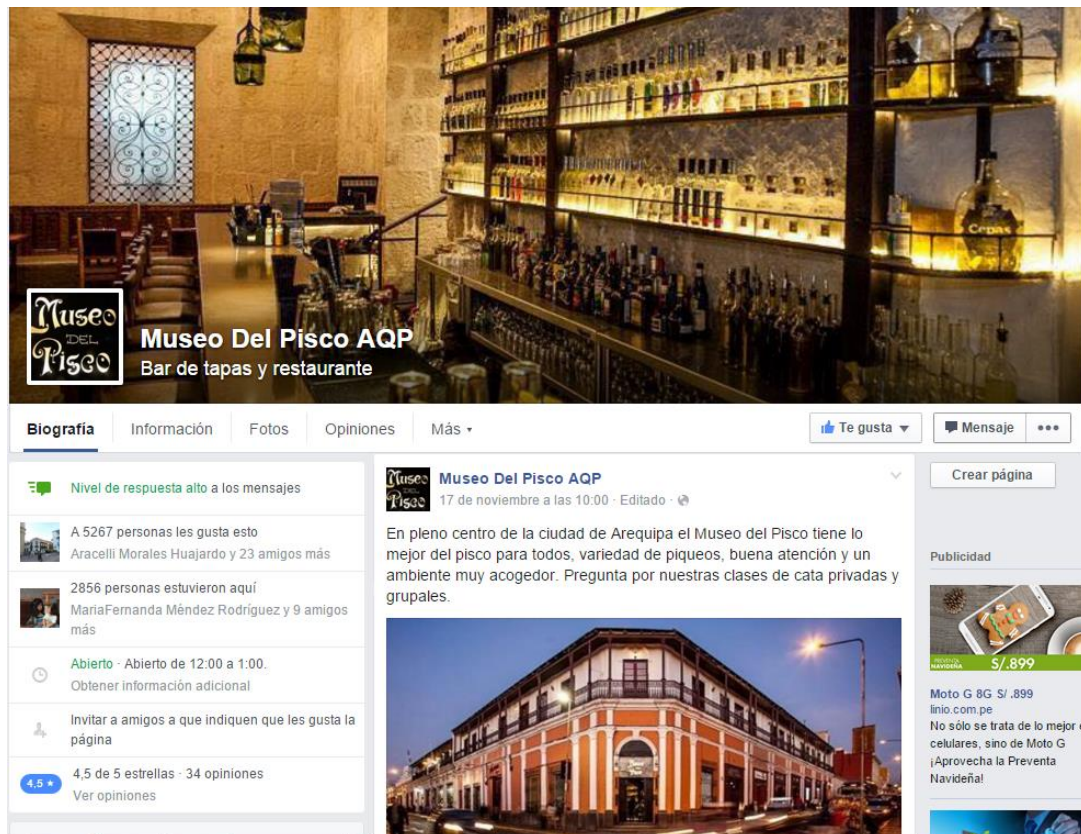 Cepas
Museo
DEL
Pisco
Museo Del Pisco AQP
Bar de tapas y restaurante
Biografía
Información
Fotos
Opiniones
Más
Te gusta
Mensaje
Nivel de respuesta alto a los mensajes
A 5267 personas les gusta esto
Aracelli Morales Huajardo y 23 amigos más
2856 personas estuvieron aquí
MariaFernanda Méndez Rodríguez y 9 amigos
más
Abierto · Abierto de 12:00 a 1:00.
Obtener información adicional
Invitar a amigos a que indiquen que les gusta la
página
4,5 ★
4,5 de 5 estrellas · 34 opiniones
Ver opiniones
Museo
DEL
Pisco
Museo Del Pisco AQP
17 de noviembre a las 10:00 · Editado ·
En pleno centro de la ciudad de Arequipa el Museo del Pisco tiene lo
mejor del pisco para todos, variedad de piqueos, buena atención y un
ambiente muy acogedor. Pregunta por nuestras clases de cata privadas y
grupales.
Crear página
Publicidad
PREVENTA
NAVIDEÑA
S/.899
Moto G 8G S/ .899
linio.com.pe
No sólo se trata de lo mejor
celulares, sino de Moto G
¡Aprovecha la Preventa
Navideña!